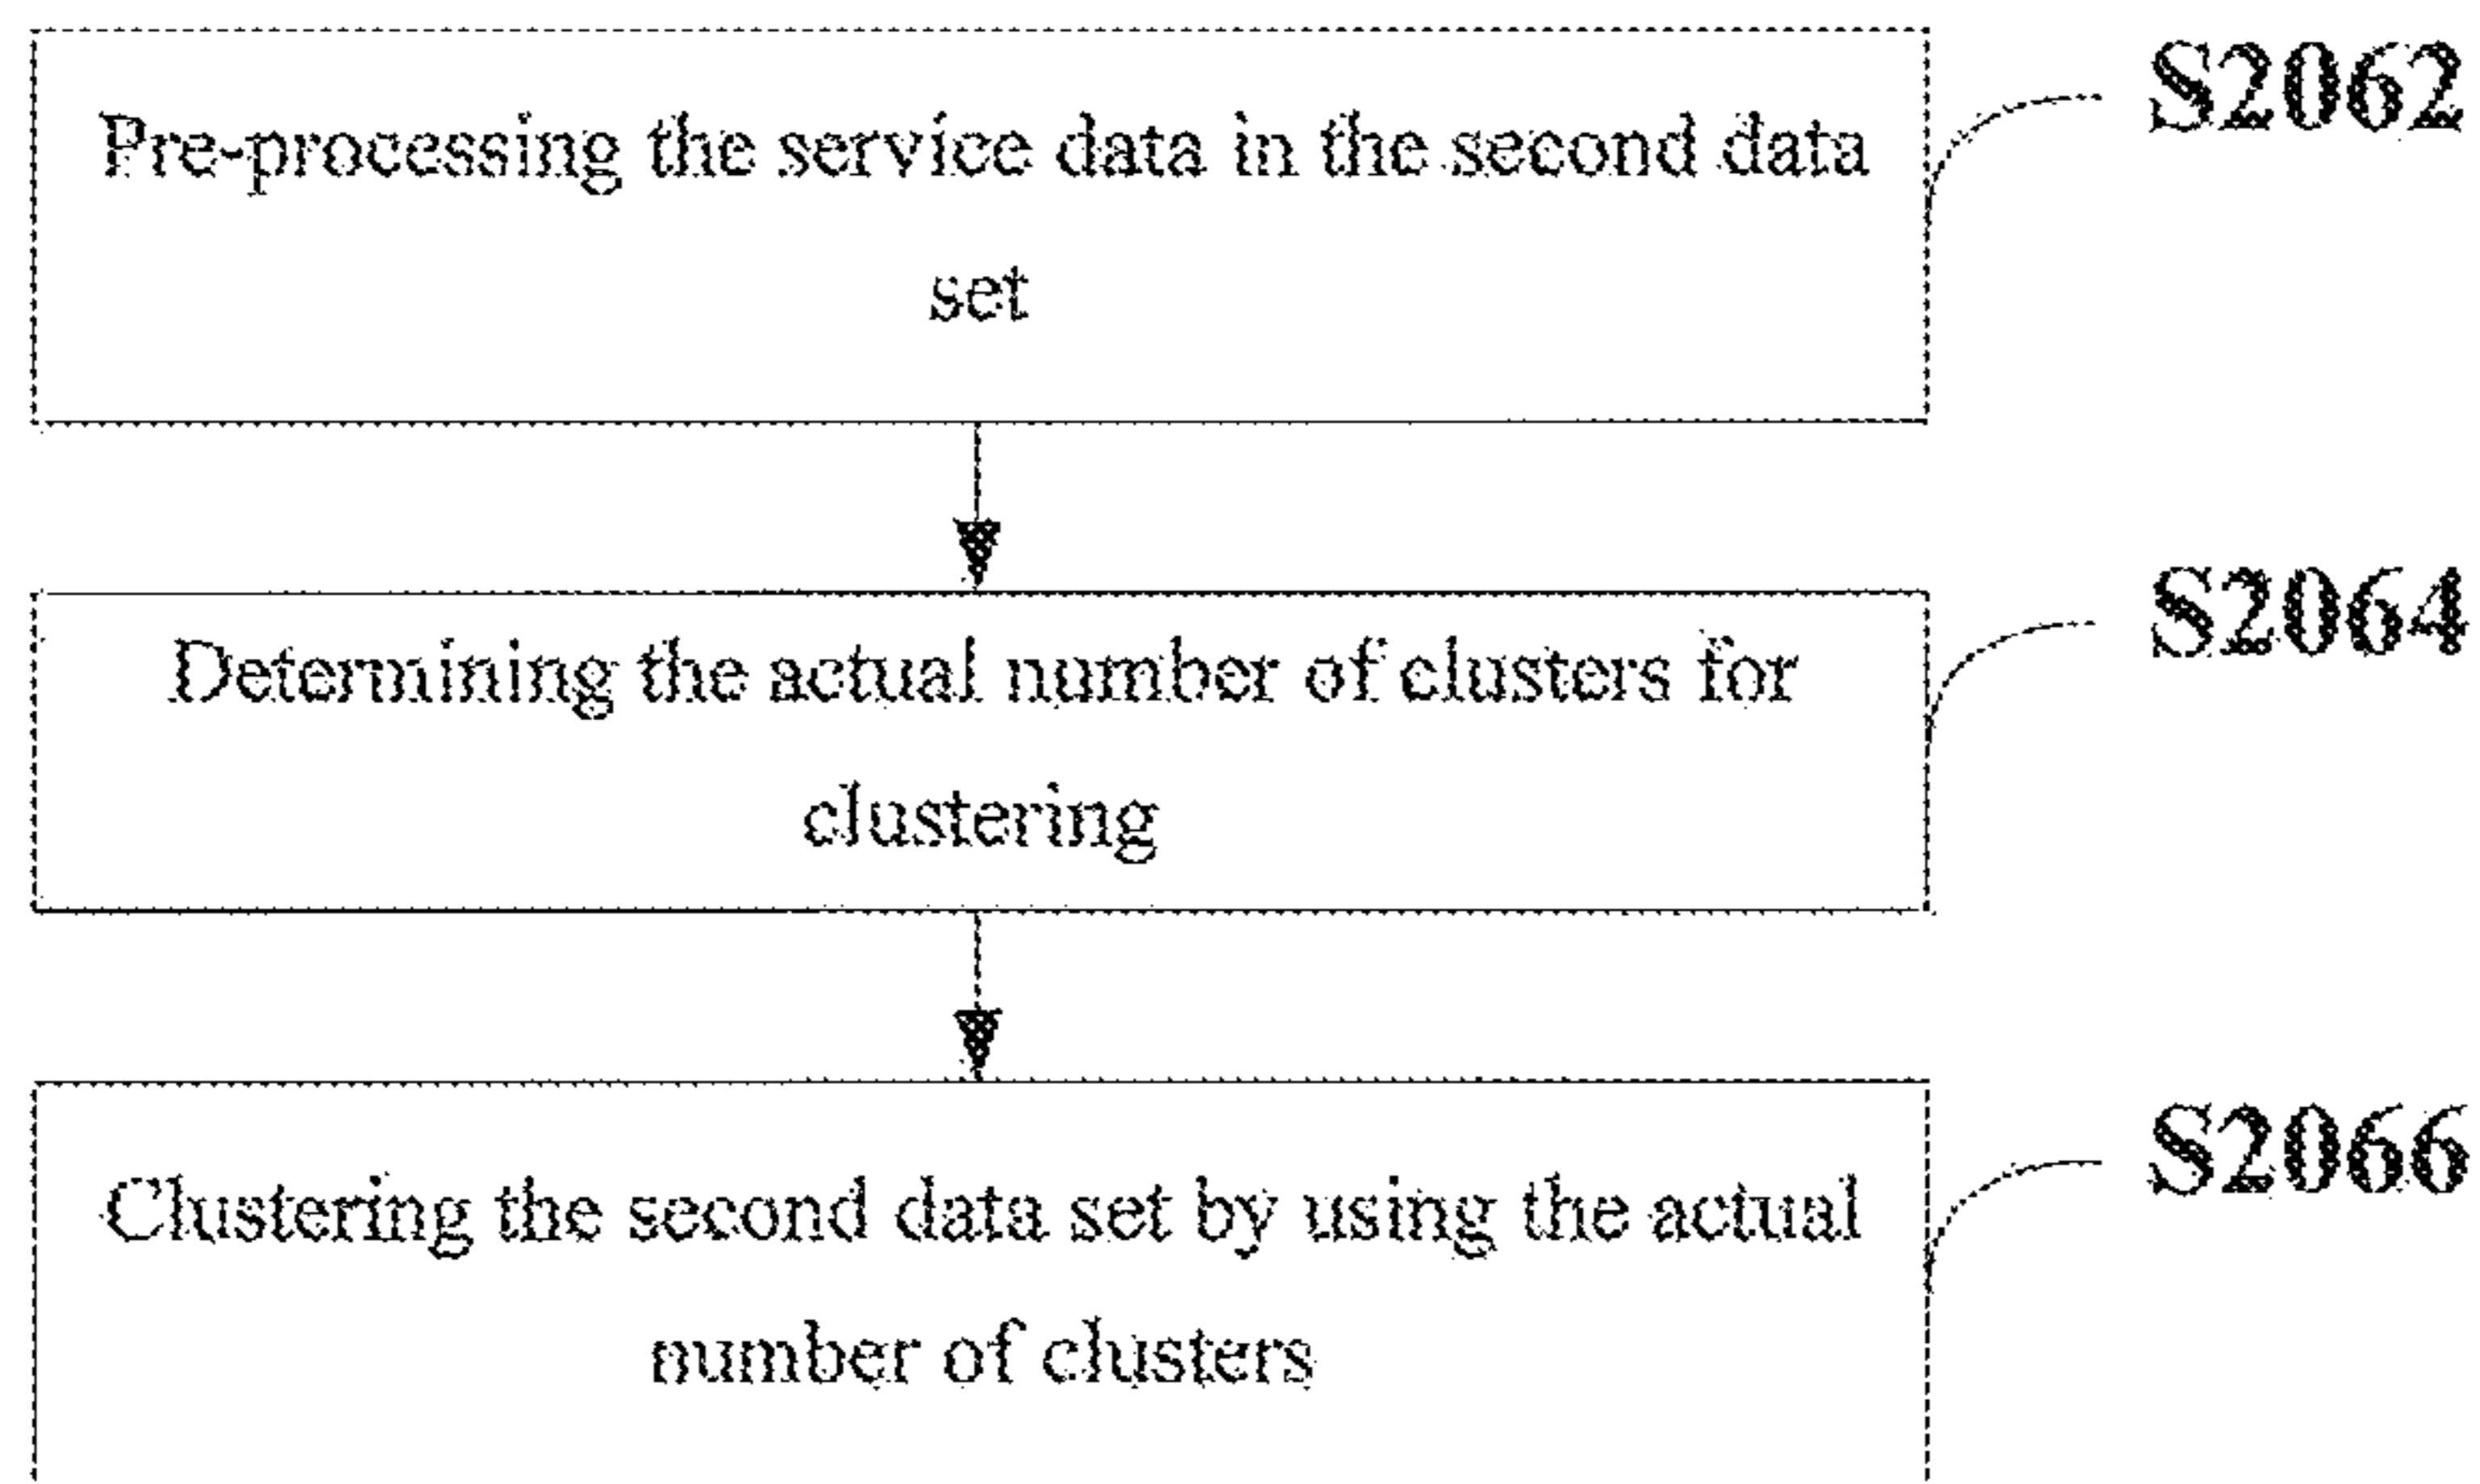 Pre-processing the service data in the second data
set
S2062
Determining the actual number of clusters for
clustering
S2064
Clustering the second data set by using the actual
number of clusters
S2066